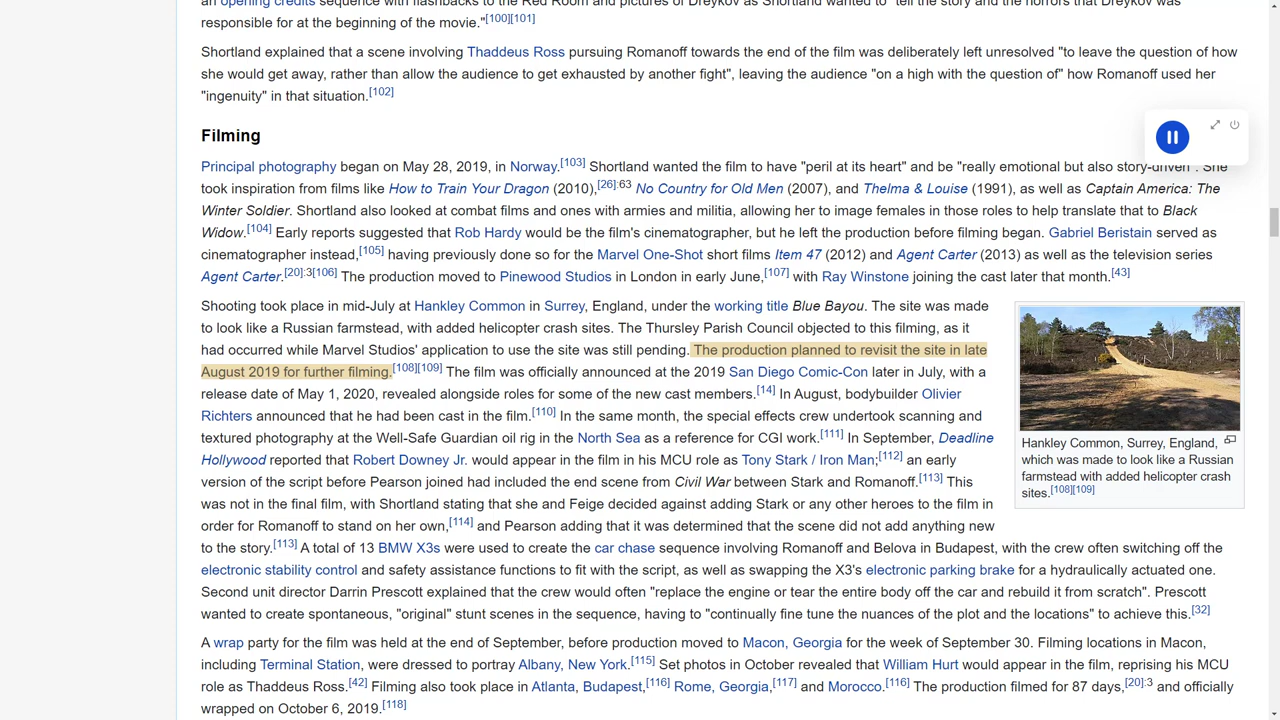 an opening credits sequence with flashbacks to the Red Room and pictures of Dreykov as Shortland wanted to "tell the story and the horrors that Dreykov was
responsible for at the beginning of the movie."[100][101]
Shortland explained that a scene involving Thaddeus Ross pursuing Romanoff towards the end of the film was deliberately left unresolved "to leave the question of how
she would get away, rather than allow the audience to get exhausted by another fight", leaving the audience "on a high with the question of" how Romanoff used her
"ingenuity" in that situation.[102]
Filming
Principal photography began on May 28, 2019, in Norway.[103] Shortland wanted the film to have "peril at its heart" and be "really emotional but also story-driven". She
took inspiration from films like How to Train Your Dragon (2010),[26]:63 No Country for Old Men (2007), and Thelma & Louise (1991), as well as Captain America: The
Winter Soldier. Shortland also looked at combat films and ones with armies and militia, allowing her to image females in those roles to help translate that to Black
Widow.[104] Early reports suggested that Rob Hardy would be the film's cinematographer, but he left the production before filming began. Gabriel Beristain served as
cinematographer instead,[105] having previously done so for the Marvel One-Shot short films Item 47 (2012) and Agent Carter (2013) as well as the television series
Agent Carter.[20]:3[106] The production moved to Pinewood Studios in London in early June,[107] with Ray Winstone joining the cast later that month.[43]
Shooting took place in mid-July at Hankley Common in Surrey, England, under the working title Blue Bayou. The site was made
to look like a Russian farmstead, with added helicopter crash sites. The Thursley Parish Council objected to this filming, as it
had occurred while Marvel Studios' application to use the site was still pending. The production planned to revisit the site in late
August 2019 for further filming.[108][109] The film was officially announced at the 2019 San Diego Comic-Con later in July, with a
release date of May 1, 2020, revealed alongside roles for some of the new cast members.[14] In August, bodybuilder Olivier
Richters announced that he had been cast in the film.[110] In the same month, the special effects crew undertook scanning and
textured photography at the Well-Safe Guardian oil rig in the North Sea as a reference for CGI work.[111] In September, Deadline
Hollywood reported that Robert Downey Jr. would appear in the film in his MCU role as Tony Stark / Iron Man;[112] an early
version of the script before Pearson joined had included the end scene from Civil War between Stark and Romanoff.[113] This
was not in the final film, with Shortland stating that she and Feige decided against adding Stark or any other heroes to the film in
order for Romanoff to stand on her own,[114] and Pearson adding that it was determined that the scene did not add anything new
to the story.[113] A total of 13 BMW X3s were used to create the car chase sequence involving Romanoff and Belova in Budapest, with the crew often switching off the
electronic stability control and safety assistance functions to fit with the script, as well as swapping the X3's electronic parking brake for a hydraulically actuated one.
Second unit director Darrin Prescott explained that the crew would often "replace the engine or tear the entire body off the car and rebuild it from scratch". Prescott
wanted to create spontaneous, "original" stunt scenes in the sequence, having to "continually fine tune the nuances of the plot and the locations" to achieve this.[32]
Hankley Common, Surrey, England,
which was made to look like a Russian
farmstead with added helicopter crash
sites.[108][109]
A wrap party for the film was held at the end of September, before production moved to Macon, Georgia for the week of September 30. Filming locations in Macon,
including Terminal Station, were dressed to portray Albany, New York.[115] Set photos in October revealed that William Hurt would appear in the film, reprising his MCU
role as Thaddeus Ross.[42] Filming also took place in Atlanta, Budapest,[116] Rome, Georgia,[117] and Morocco.[116] The production filmed for 87 days,[20]:3 and officially
wrapped on October 6, 2019.[118]